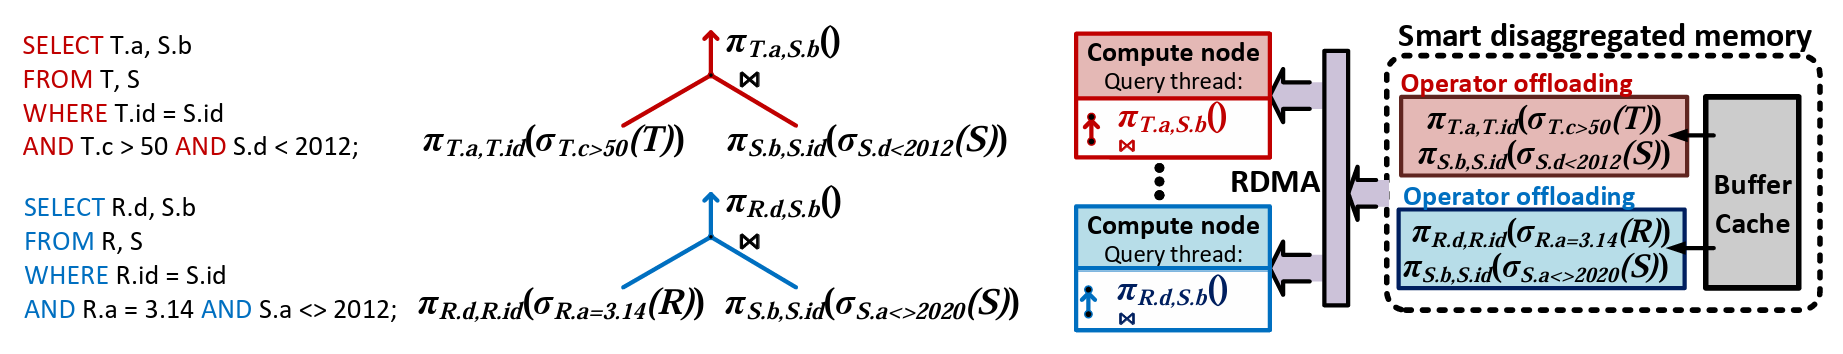 SELECT T.a, S.b
FROM T, S
WHERE T.id = S.id
AND T.c > 50 AND S.d < 2012;
SELECT R.d, S.b
FROM R, S
WHERE R.id = S.id
AND R.a = 3.14 AND S.a <> 2012;
π_{T.a,S.b}()
⋈
π_{T.a,T.id}(σ_{T.c>50}(T)) π_{S.b,S.id}(σ_{S.d<2012}(S))
π_{R.d,S.b}()
⋈
π_{R.d,R.id}(σ_{R.a=3.14}(R)) π_{S.b,S.id}(σ_{S.a<>2020}(S))
Compute node
Query thread:
π_{T.a,S.b}()
⋈
Compute node
Query thread:
π_{R.d,S.b}()
⋈
RDMA
Smart disaggregated memory
Operator offloading
π_{T.a,T.id}(σ_{T.c>50}(T))
π_{S.b,S.id}(σ_{S.d<2012}(S))
Operator offloading
π_{R.d,R.id}(σ_{R.a=3.14}(R))
π_{S.b,S.id}(σ_{S.a<>2020}(S))
Buffer
Cache